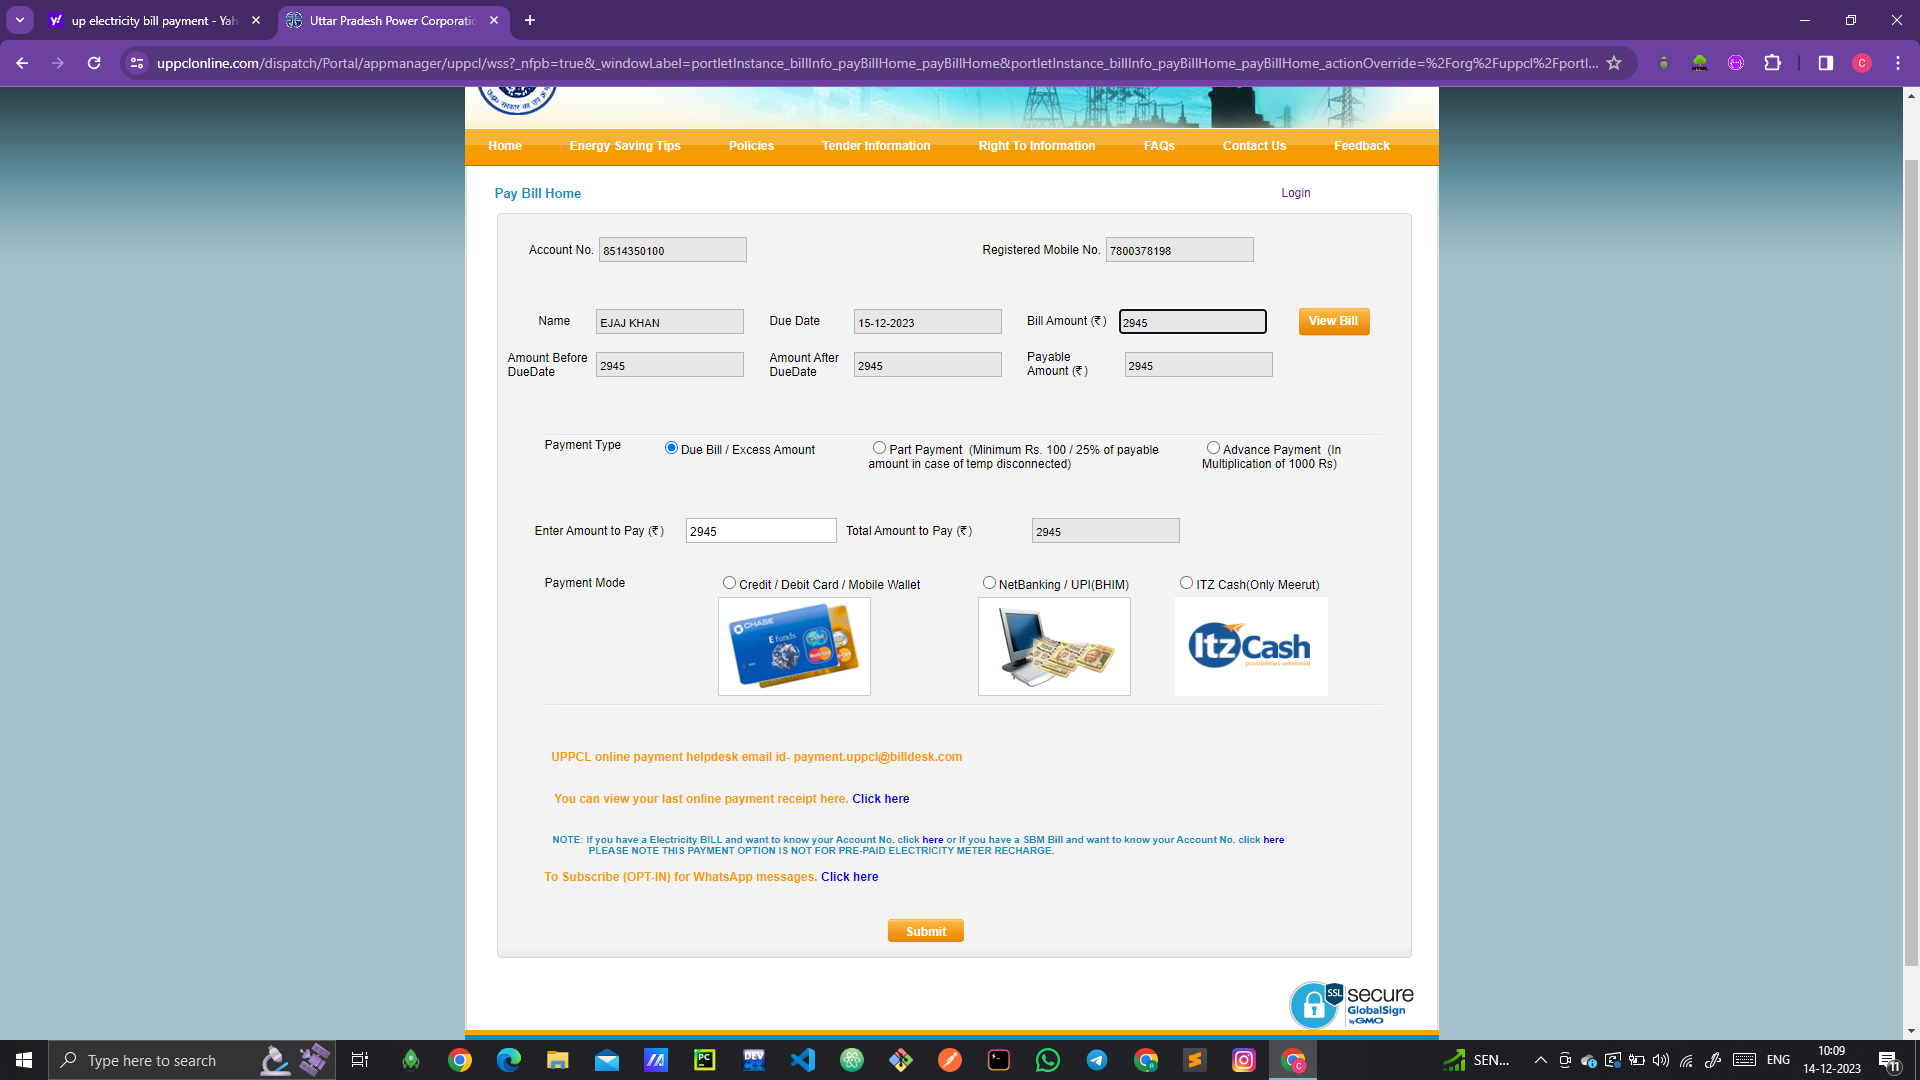 up electricity bill payment - Yah
Uttar Pradesh Power Corporatio
uppclonline.com/dispatch/Portal/appmanager/uppcl/wss?_nfpb=true&_windowLabel=portletInstance_billInfo_payBillHome_payBillHome&portletInstance_billInfo_payBillHome_payBillHome_actionOverride=%2Forg%2Fuppcl%2Fportl...
C
Home Energy Saving Tips Policies Tender Information Right To Information FAQs Contact Us Feedback
Pay Bill Home Login
Account No. 8514350100 Registered Mobile No. 7800378198
Name EJAJ KHAN Due Date 15-12-2023 Bill Amount (₹) 2945 View Bill
Amount Before DueDate 2945 Amount After DueDate 2945 Payable Amount (₹) 2945
Payment Type Due Bill / Excess Amount Part Payment (Minimum Rs. 100 / 25% of payable amount in case of temp disconnected) Advance Payment (In Multiplication of 1000 Rs)
Enter Amount to Pay (₹) 2945 Total Amount to Pay (₹) 2945
Payment Mode Credit / Debit Card / Mobile Wallet NetBanking / UPI(BHIM) ITZ Cash(Only Meerut)
CHASE
E funds
ItzCash
possibilities unlimited
UPPCL online payment helpdesk email id- payment.uppcl@billdesk.com
You can view your last online payment receipt here. Click here
NOTE: If you have a Electricity BILL and want to know your Account No. click here or If you have a SBM Bill and want to know your Account No. click here
PLEASE NOTE THIS PAYMENT OPTION IS NOT FOR PRE-PAID ELECTRICITY METER RECHARGE.
To Subscribe (OPT-IN) for WhatsApp messages. Click here
Submit
SSL secure
GlobalSign
by GMO
Type here to search
PC
DEV
SEN...
ENG
10:09
14-12-2023
11